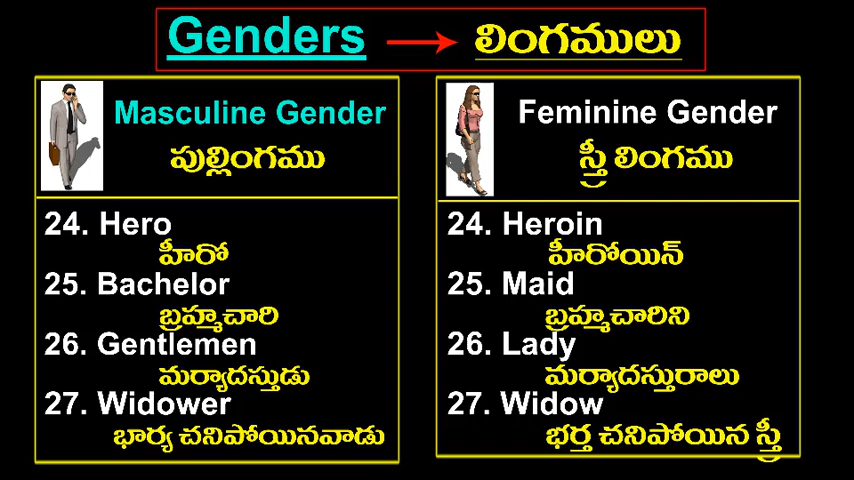 Genders → లింగములు
Masculine Gender
పుల్లింగము
24. Hero
హీరో
25. Bachelor
బ్రహ్మచారి
26. Gentlemen
మర్యాదస్తుడు
27. Widower
భార్య చనిపోయినవాడు
Feminine Gender
స్త్రీ లింగము
24. Heroin
హీరోయిన్
25. Maid
బ్రహ్మచారిని
26. Lady
మర్యాదస్తురాలు
27. Widow
భర్త చనిపోయిన స్త్రీ